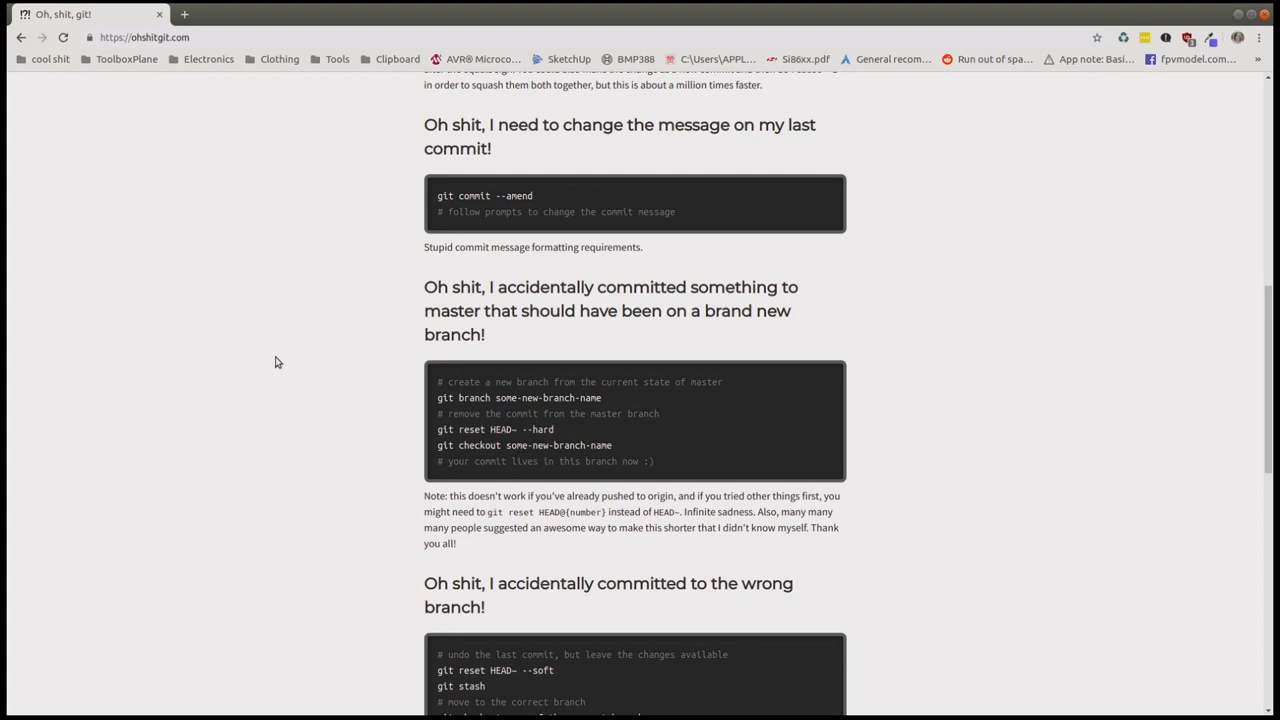 Oh, shit, git!
https://ohshitgit.com
cool shit
ToolboxPlane
Electronics
Clothing
Tools
Clipboard
AVR® Microco...
SketchUp
BMP388
C:\Users\APPL...
Si86xx.pdf
General recom...
Run out of spa...
App note: Basi...
fpvmodel.com...
»
in order to squash them both together, but this is about a million times faster.
Oh shit, I need to change the message on my last
commit!
git commit --amend
# follow prompts to change the commit message
Stupid commit message formatting requirements.
Oh shit, I accidentally committed something to
master that should have been on a brand new
branch!
# create a new branch from the current state of master
git branch some-new-branch-name
# remove the commit from the master branch
git reset HEAD~ --hard
git checkout some-new-branch-name
# your commit lives in this branch now :)
Note: this doesn't work if you've already pushed to origin, and if you tried other things first, you
might need to git reset HEAD@{number} instead of HEAD~. Infinite sadness. Also, many many
many people suggested an awesome way to make this shorter that I didn't know myself. Thank
you all!
Oh shit, I accidentally committed to the wrong
branch!
# undo the last commit, but leave the changes available
git reset HEAD~ --soft
git stash
# move to the correct branch